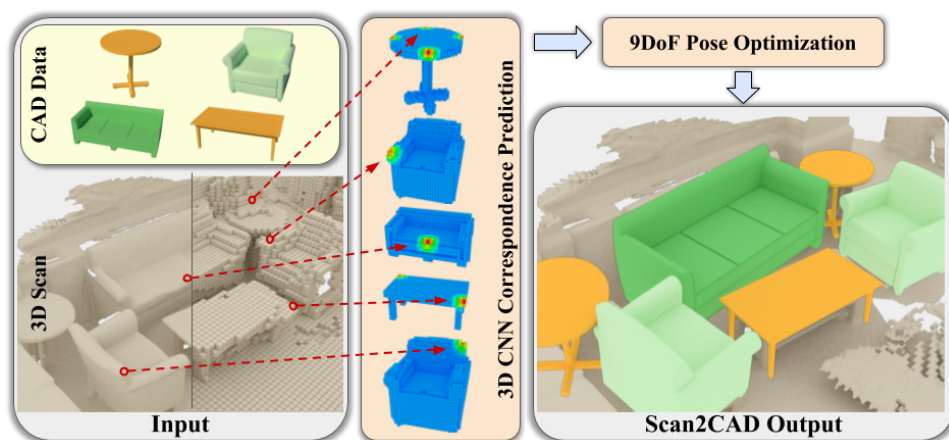 CAD Data
3D Scan
Input
3D CNN Correspondence Prediction
9DoF Pose Optimization
Scan2CAD Output